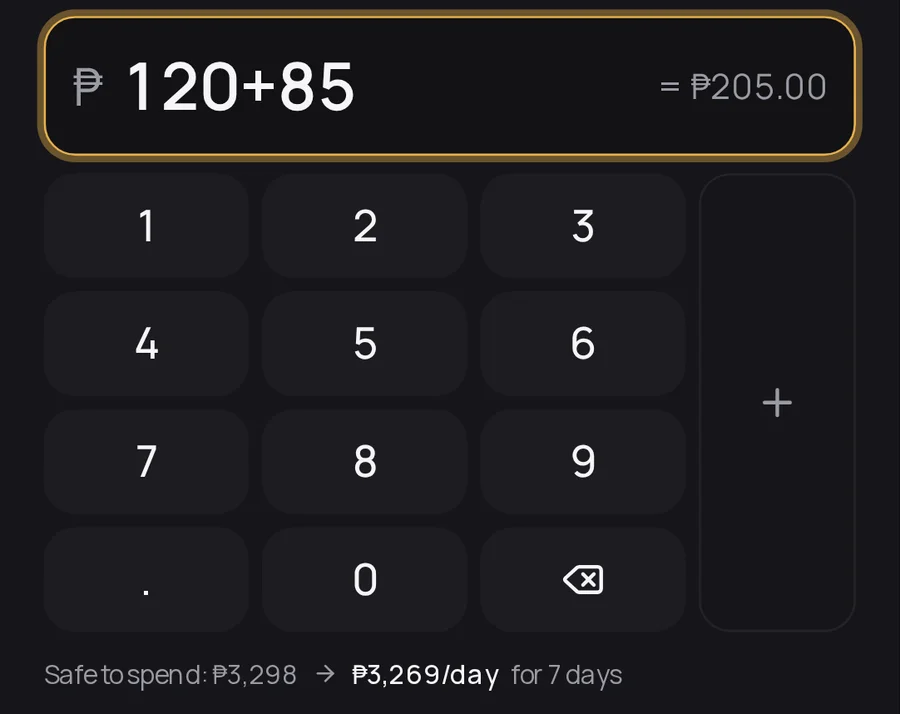 ₱ 120+85 = ₱205.00
1 2 3
4 5 6 +
7 8 9
. 0
Safe to spend: ₱3,298 → ₱3,269/day for 7 days